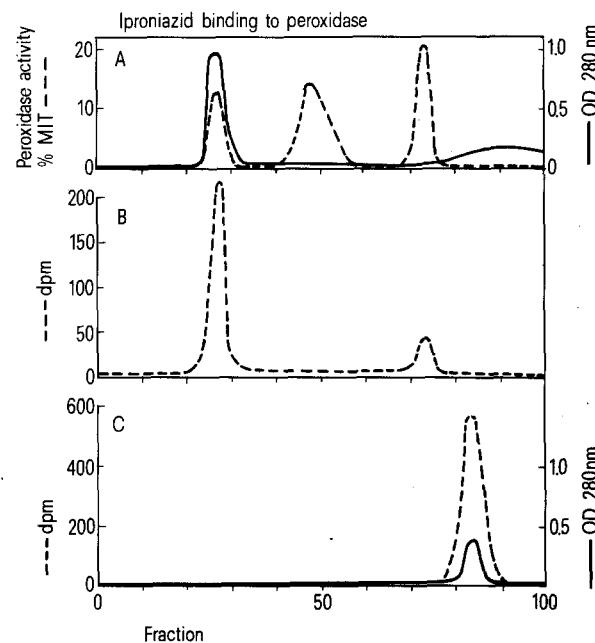 Iproniazid binding to peroxidase
Peroxidase activity
% MIT ---
A
20
10
0
1.0
0.5
0
— OD 280 nm
B
200
150
100
50
0
--- dpm
C
600
400
200
0
--- dpm
1.0
0.5
— OD 280 nm
0
50
100
Fraction